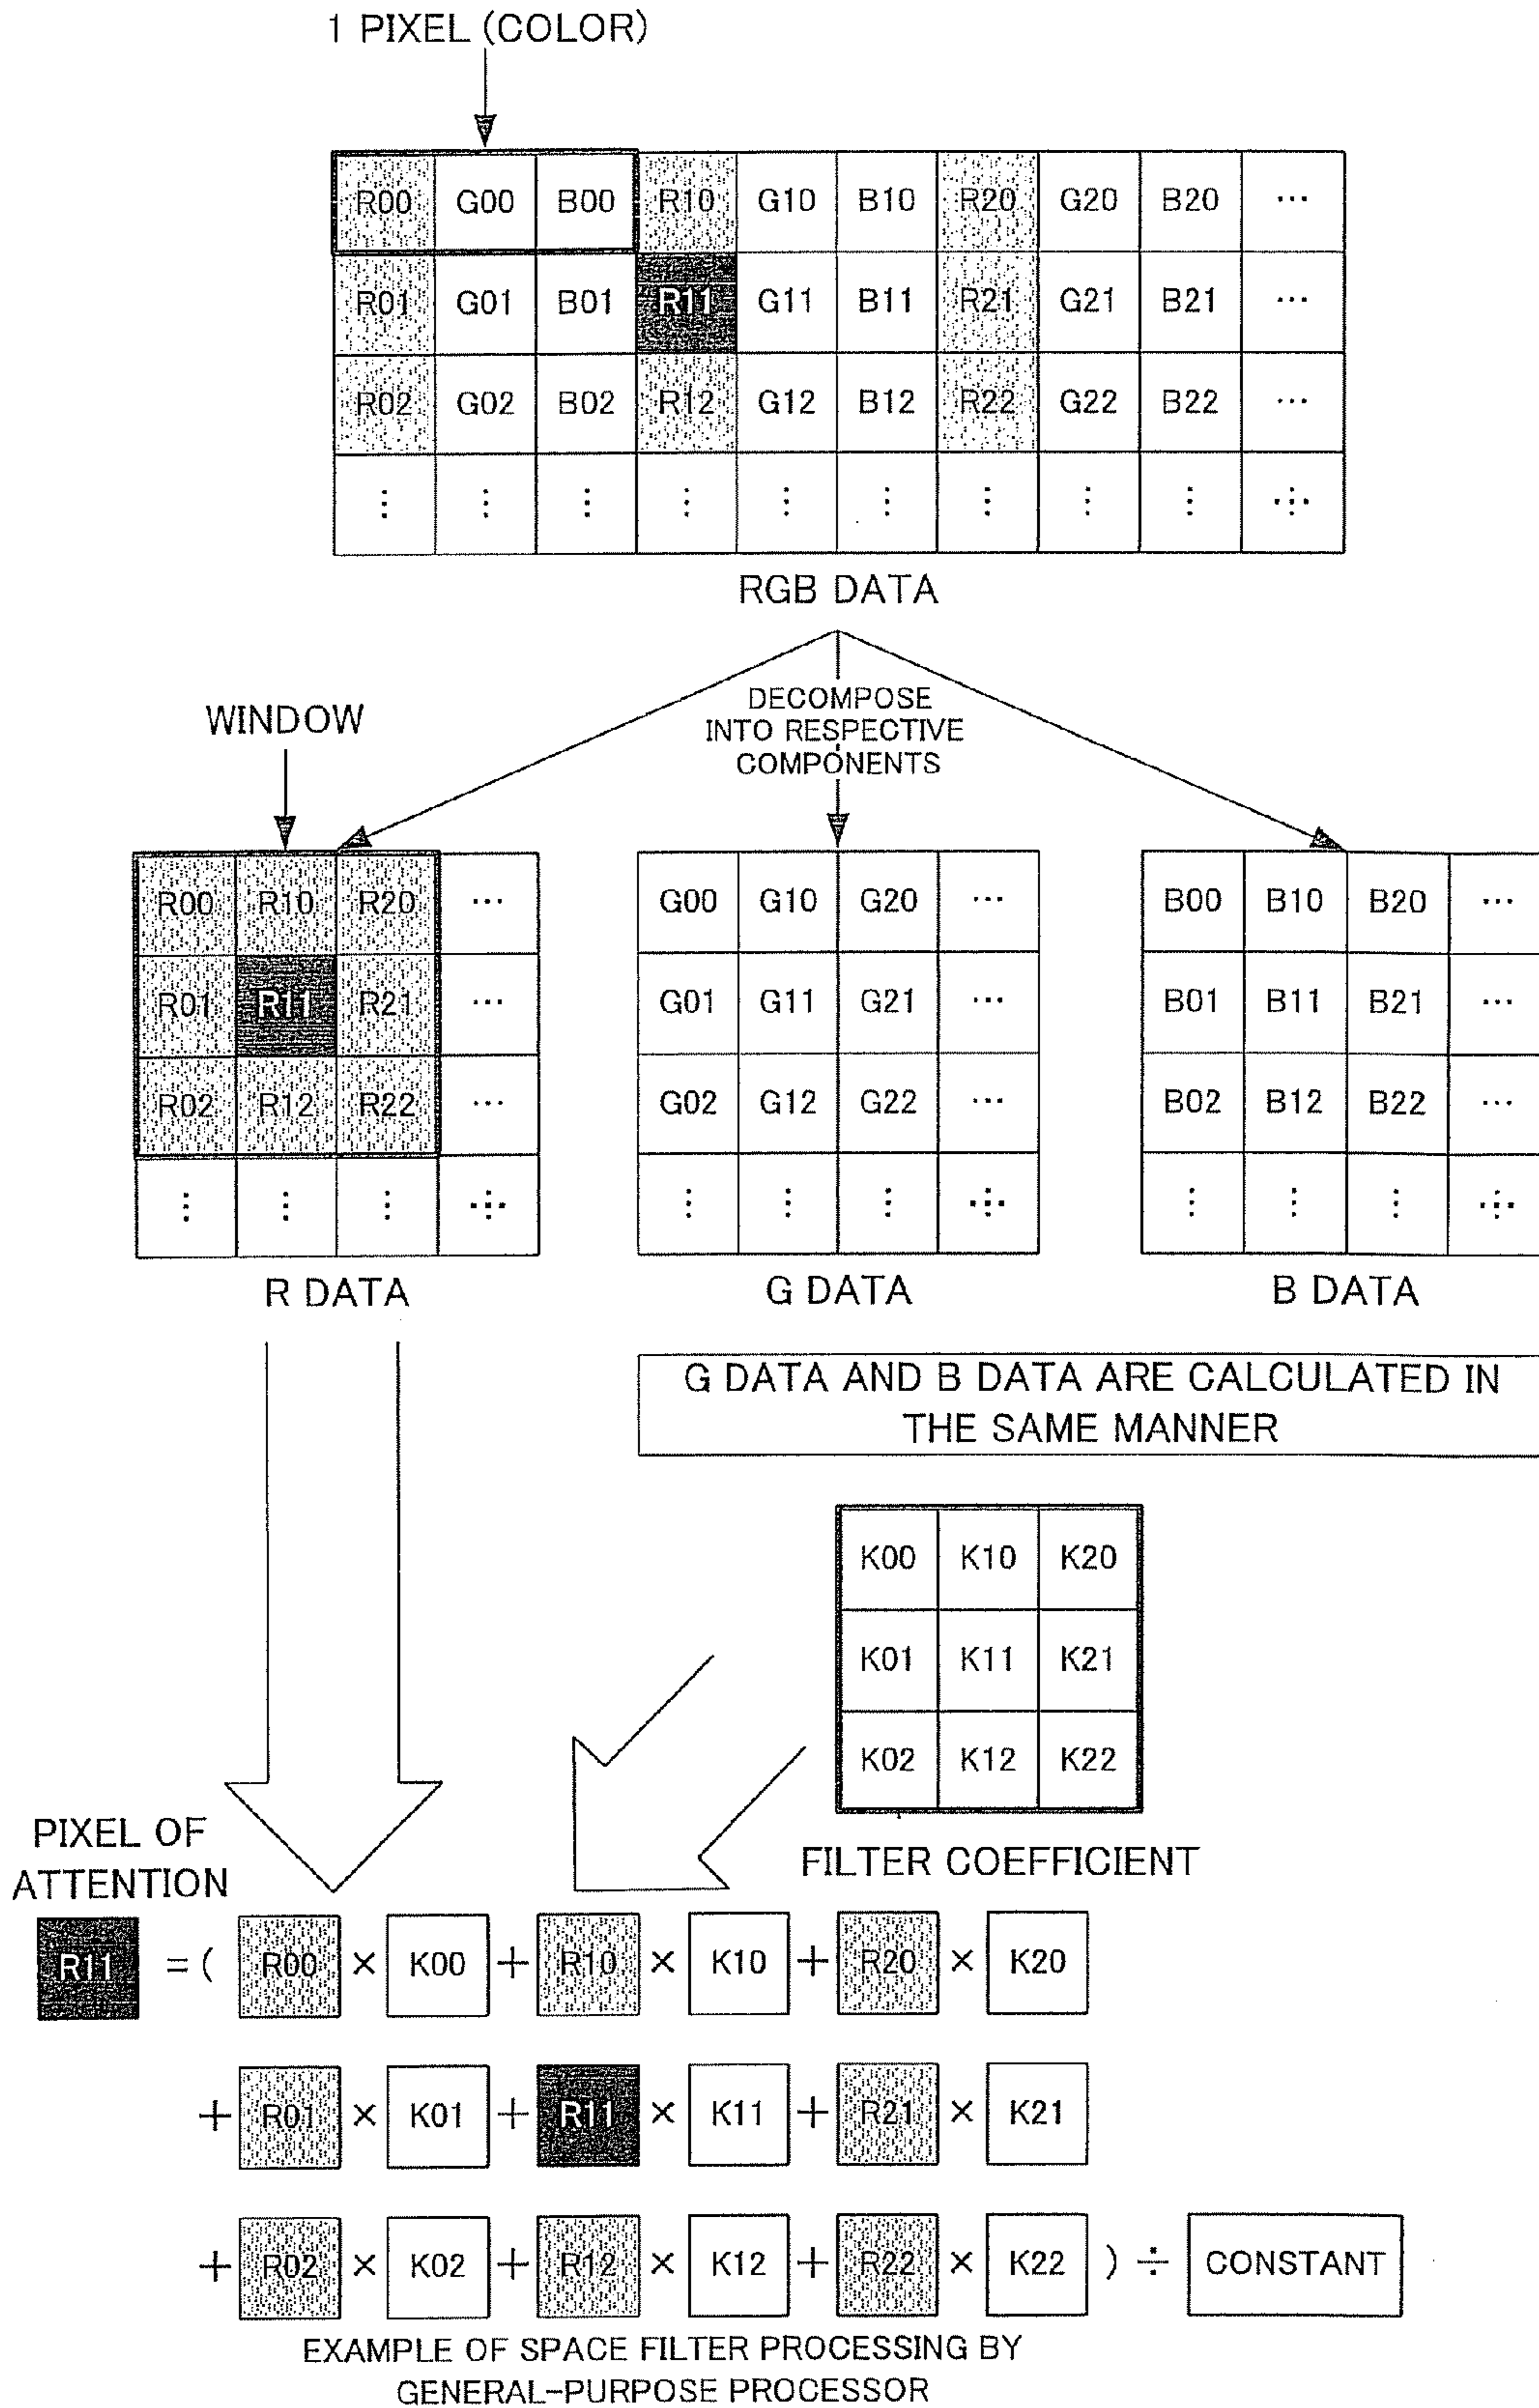 1 PIXEL (COLOR)
R00 G00 B00 R10 G10 B10 R20 G20 B20 ...
R01 G01 B01 R11 G11 B11 R21 G21 B21 ...
R02 G02 B02 R12 G12 B12 R22 G22 B22 ...
RGB DATA
DECOMPOSE
INTO RESPECTIVE
COMPONENTS
WINDOW
R00 R10 R20 ... G00 G10 G20 ... B00 B10 B20 ...
R01 R11 R21 ... G01 G11 G21 ... B01 B11 B21 ...
R02 R12 R22 ... G02 G12 G22 ... B02 B12 B22 ...
R DATA G DATA B DATA
G DATA AND B DATA ARE CALCULATED IN
THE SAME MANNER
K00 K10 K20
K01 K11 K21
K02 K12 K22
FILTER COEFFICIENT
PIXEL OF
ATTENTION
R11 =( R00 × K00 + R10 × K10 + R20 × K20
+ R01 × K01 + R11 × K11 + R21 × K21
+ R02 × K02 + R12 × K12 + R22 × K22 ) ÷ CONSTANT
EXAMPLE OF SPACE FILTER PROCESSING BY
GENERAL-PURPOSE PROCESSOR